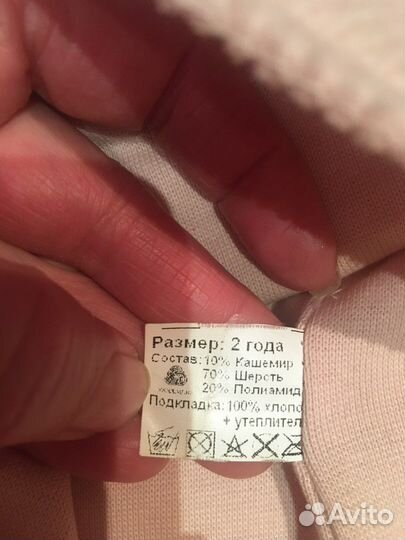 Размер: 2 года
Состав: 10% Кашемир
70% Шерсть
20% Полиамид
Подкладка: 100% хлопо
+ утеплител
Avito